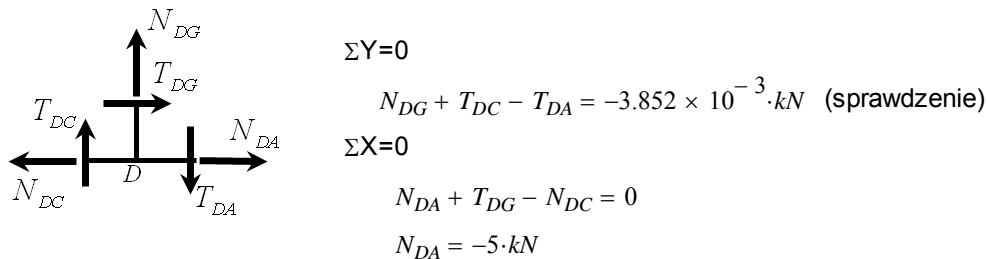 N_DG
T_DG
T_DC
N_DA
D
N_DC
T_DA
ΣY=0
N_DG + T_DC − T_DA = −3.852 × 10^−3·kN (sprawdzenie)
ΣX=0
N_DA + T_DG − N_DC = 0
N_DA = −5·kN